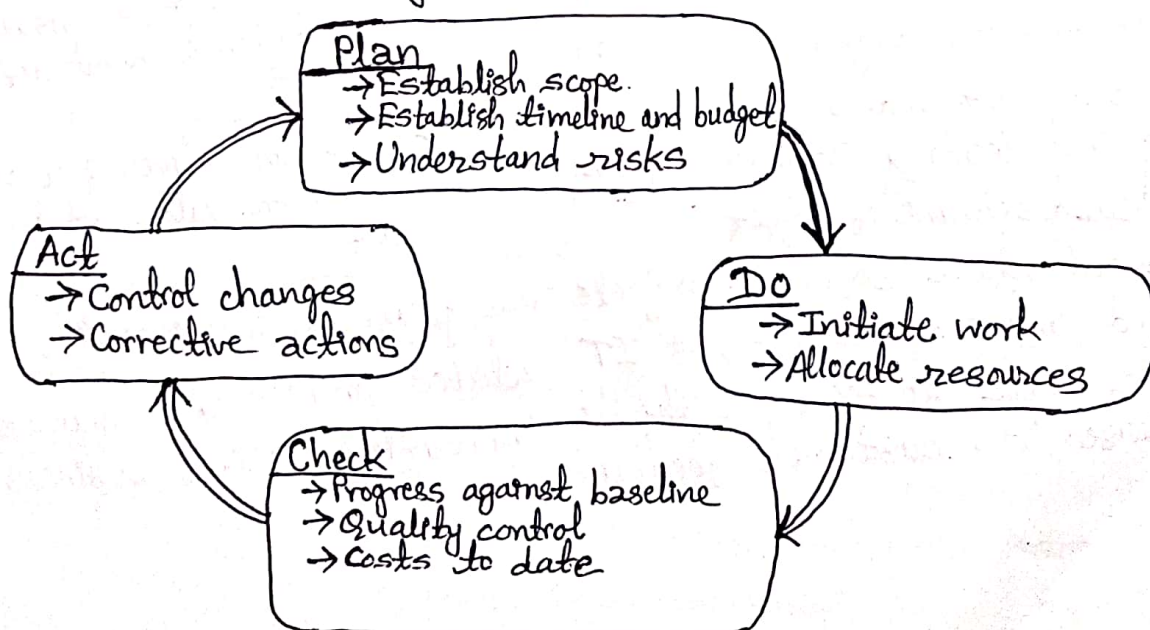 Plan
→Establish scope.
→Establish timeline and budget
→Understand risks
Act
→Control changes
→Corrective actions
Do
→Initiate work
→Allocate resources
Check
→Progress against baseline
→Quality control
→Costs to date